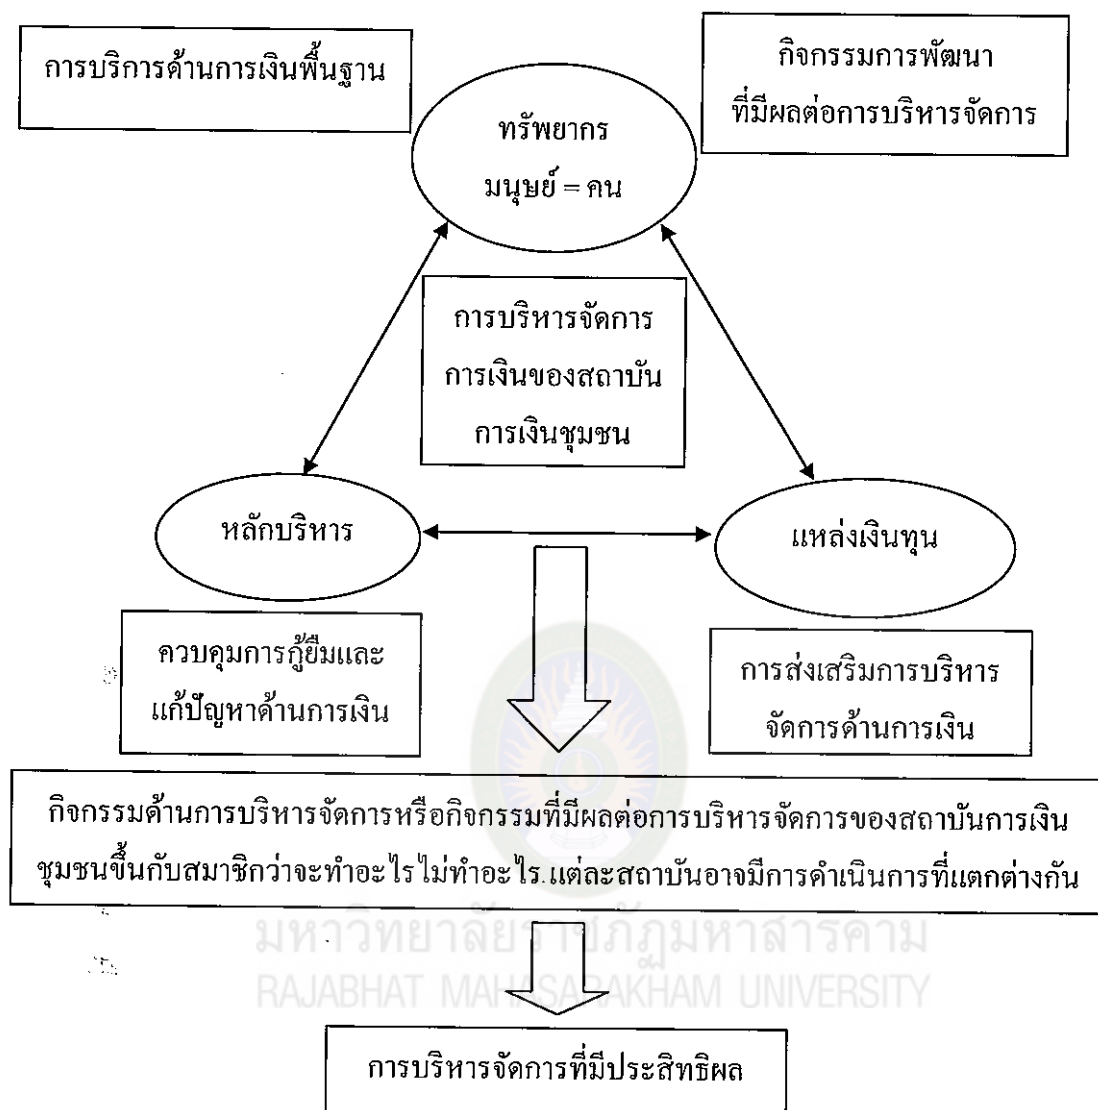 การบริการด้านการเงินพื้นฐาน
กิจกรรมการพัฒนา
ที่มีผลต่อการบริหารจัดการ
ทรัพยากร
มนุษย์ = คน
การบริหารจัดการ
การเงินของสถาบัน
การเงินชุมชน
หลักบริหาร
แหล่งเงินทุน
ควบคุมการกู้ยืมและ
แก้ปัญหาด้านการเงิน
การส่งเสริมการบริหาร
จัดการด้านการเงิน
กิจกรรมด้านการบริหารจัดการหรือกิจกรรมที่มีผลต่อการบริหารจัดการของสถาบันการเงิน
ชุมชนขึ้นกับสมาชิกว่าจะทำอะไรไม่ทำอะไร.แต่ละสถาบันอาจมีการดำเนินการที่แตกต่างกัน
มหาวิทยาลัยราชภัฏมหาสารคาม
RAJABHAT MAHASARAKHAM UNIVERSITY
การบริหารจัดการที่มีประสิทธิผล